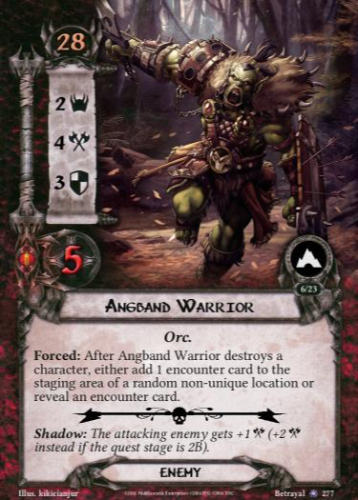 28
2
4
3
5
6/23
Angband Warrior
Orc.
Forced: After Angband Warrior destroys a
character, either add 1 encounter card to the
staging area of a random non-unique location or
reveal an encounter card.
Shadow: The attacking enemy gets +1 (+2
instead if the quest stage is 2B).
ENEMY
Illus. kikicianjur
Betrayal 277